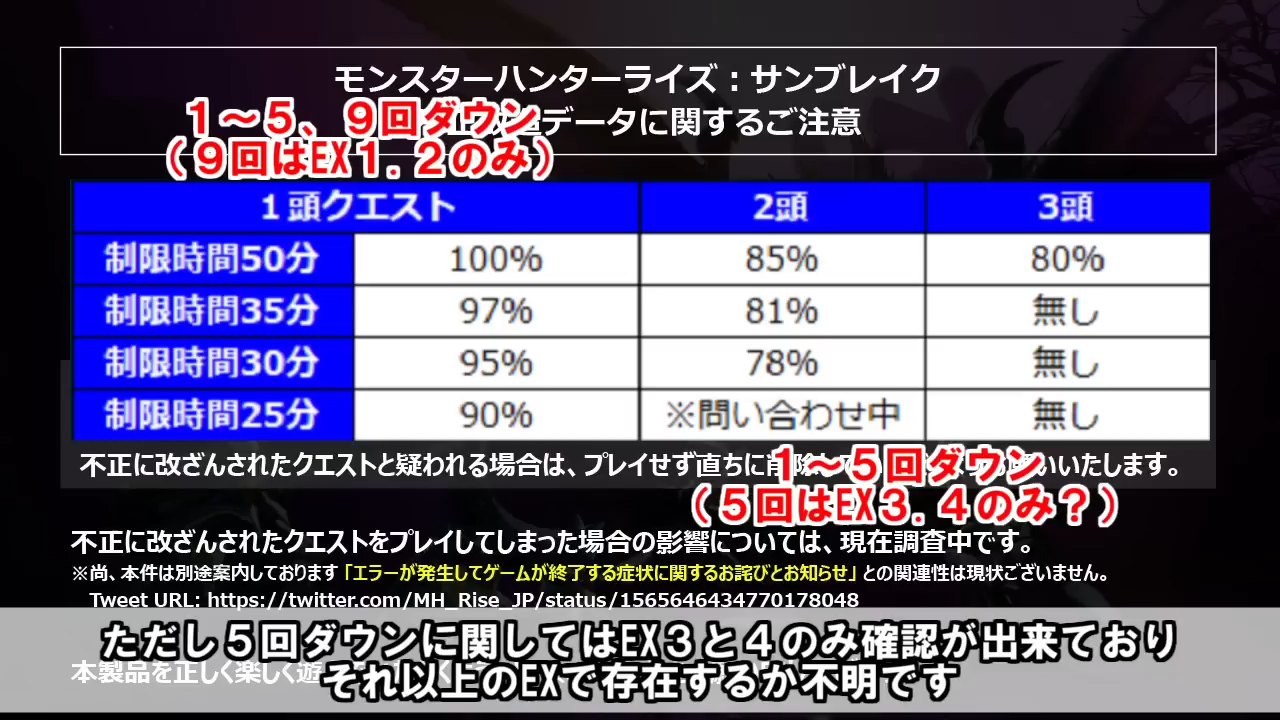 モンスターハンターライズ：サンブレイク
１～５、９回ダウン
データに関するご注意
（９回はEX１．２のみ）
１頭クエスト 2頭 3頭
制限時間50分 100% 85% 80%
制限時間35分 97% 81% 無し
制限時間30分 95% 78% 無し
制限時間25分 90% ※問い合わせ中 無し
不正に改ざんされたクエストと疑われる場合は、プレイせず直ちに削除し いいたします。
１～５回ダウン
（５回はEX３．４のみ？）
不正に改ざんされたクエストをプレイしてしまった場合の影響については、現在調査中です。
※尚、本件は別途案内しております「エラーが発生してゲームが終了する症状に関するお詫びとお知らせ」との関連性は現状ございません。
Tweet URL: https://twitter.com/MH_Rise_JP/status/1565646434770178048
ただし５回ダウンに関してはEX３と４のみ確認が出来ており
本製品を正しく楽しく遊
それ以上のEXで存在するか不明です